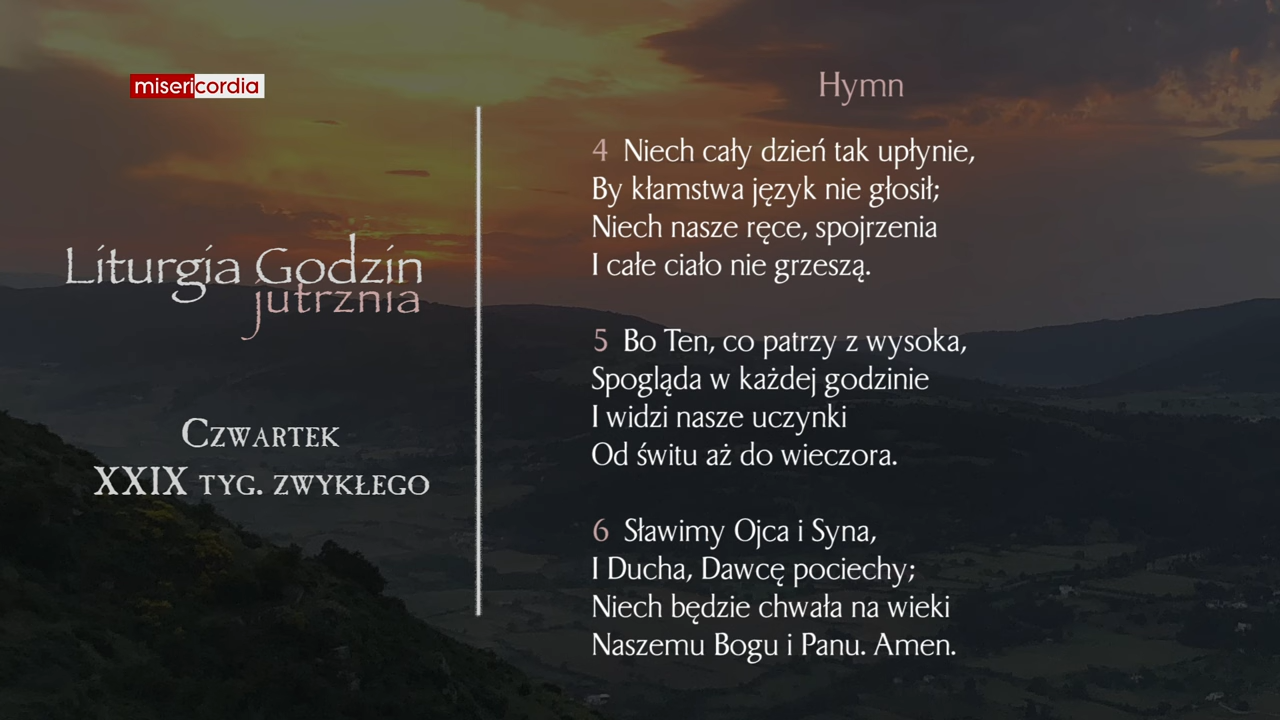 misericordia
Liturgia Godzin
jutrznia
Czwartek
XXIX tyg. zwykłego
Hymn
4 Niech cały dzień tak upłynie,
By kłamstwa język nie głosił;
Niech nasze ręce, spojrzenia
I całe ciało nie grzeszą.
5 Bo Ten, co patrzy z wysoka,
Spogląda w każdej godzinie
I widzi nasze uczynki
Od świtu aż do wieczora.
6 Sławimy Ojca i Syna,
I Ducha, Dawcę pociechy;
Niech będzie chwała na wieki
Naszemu Bogu i Panu. Amen.